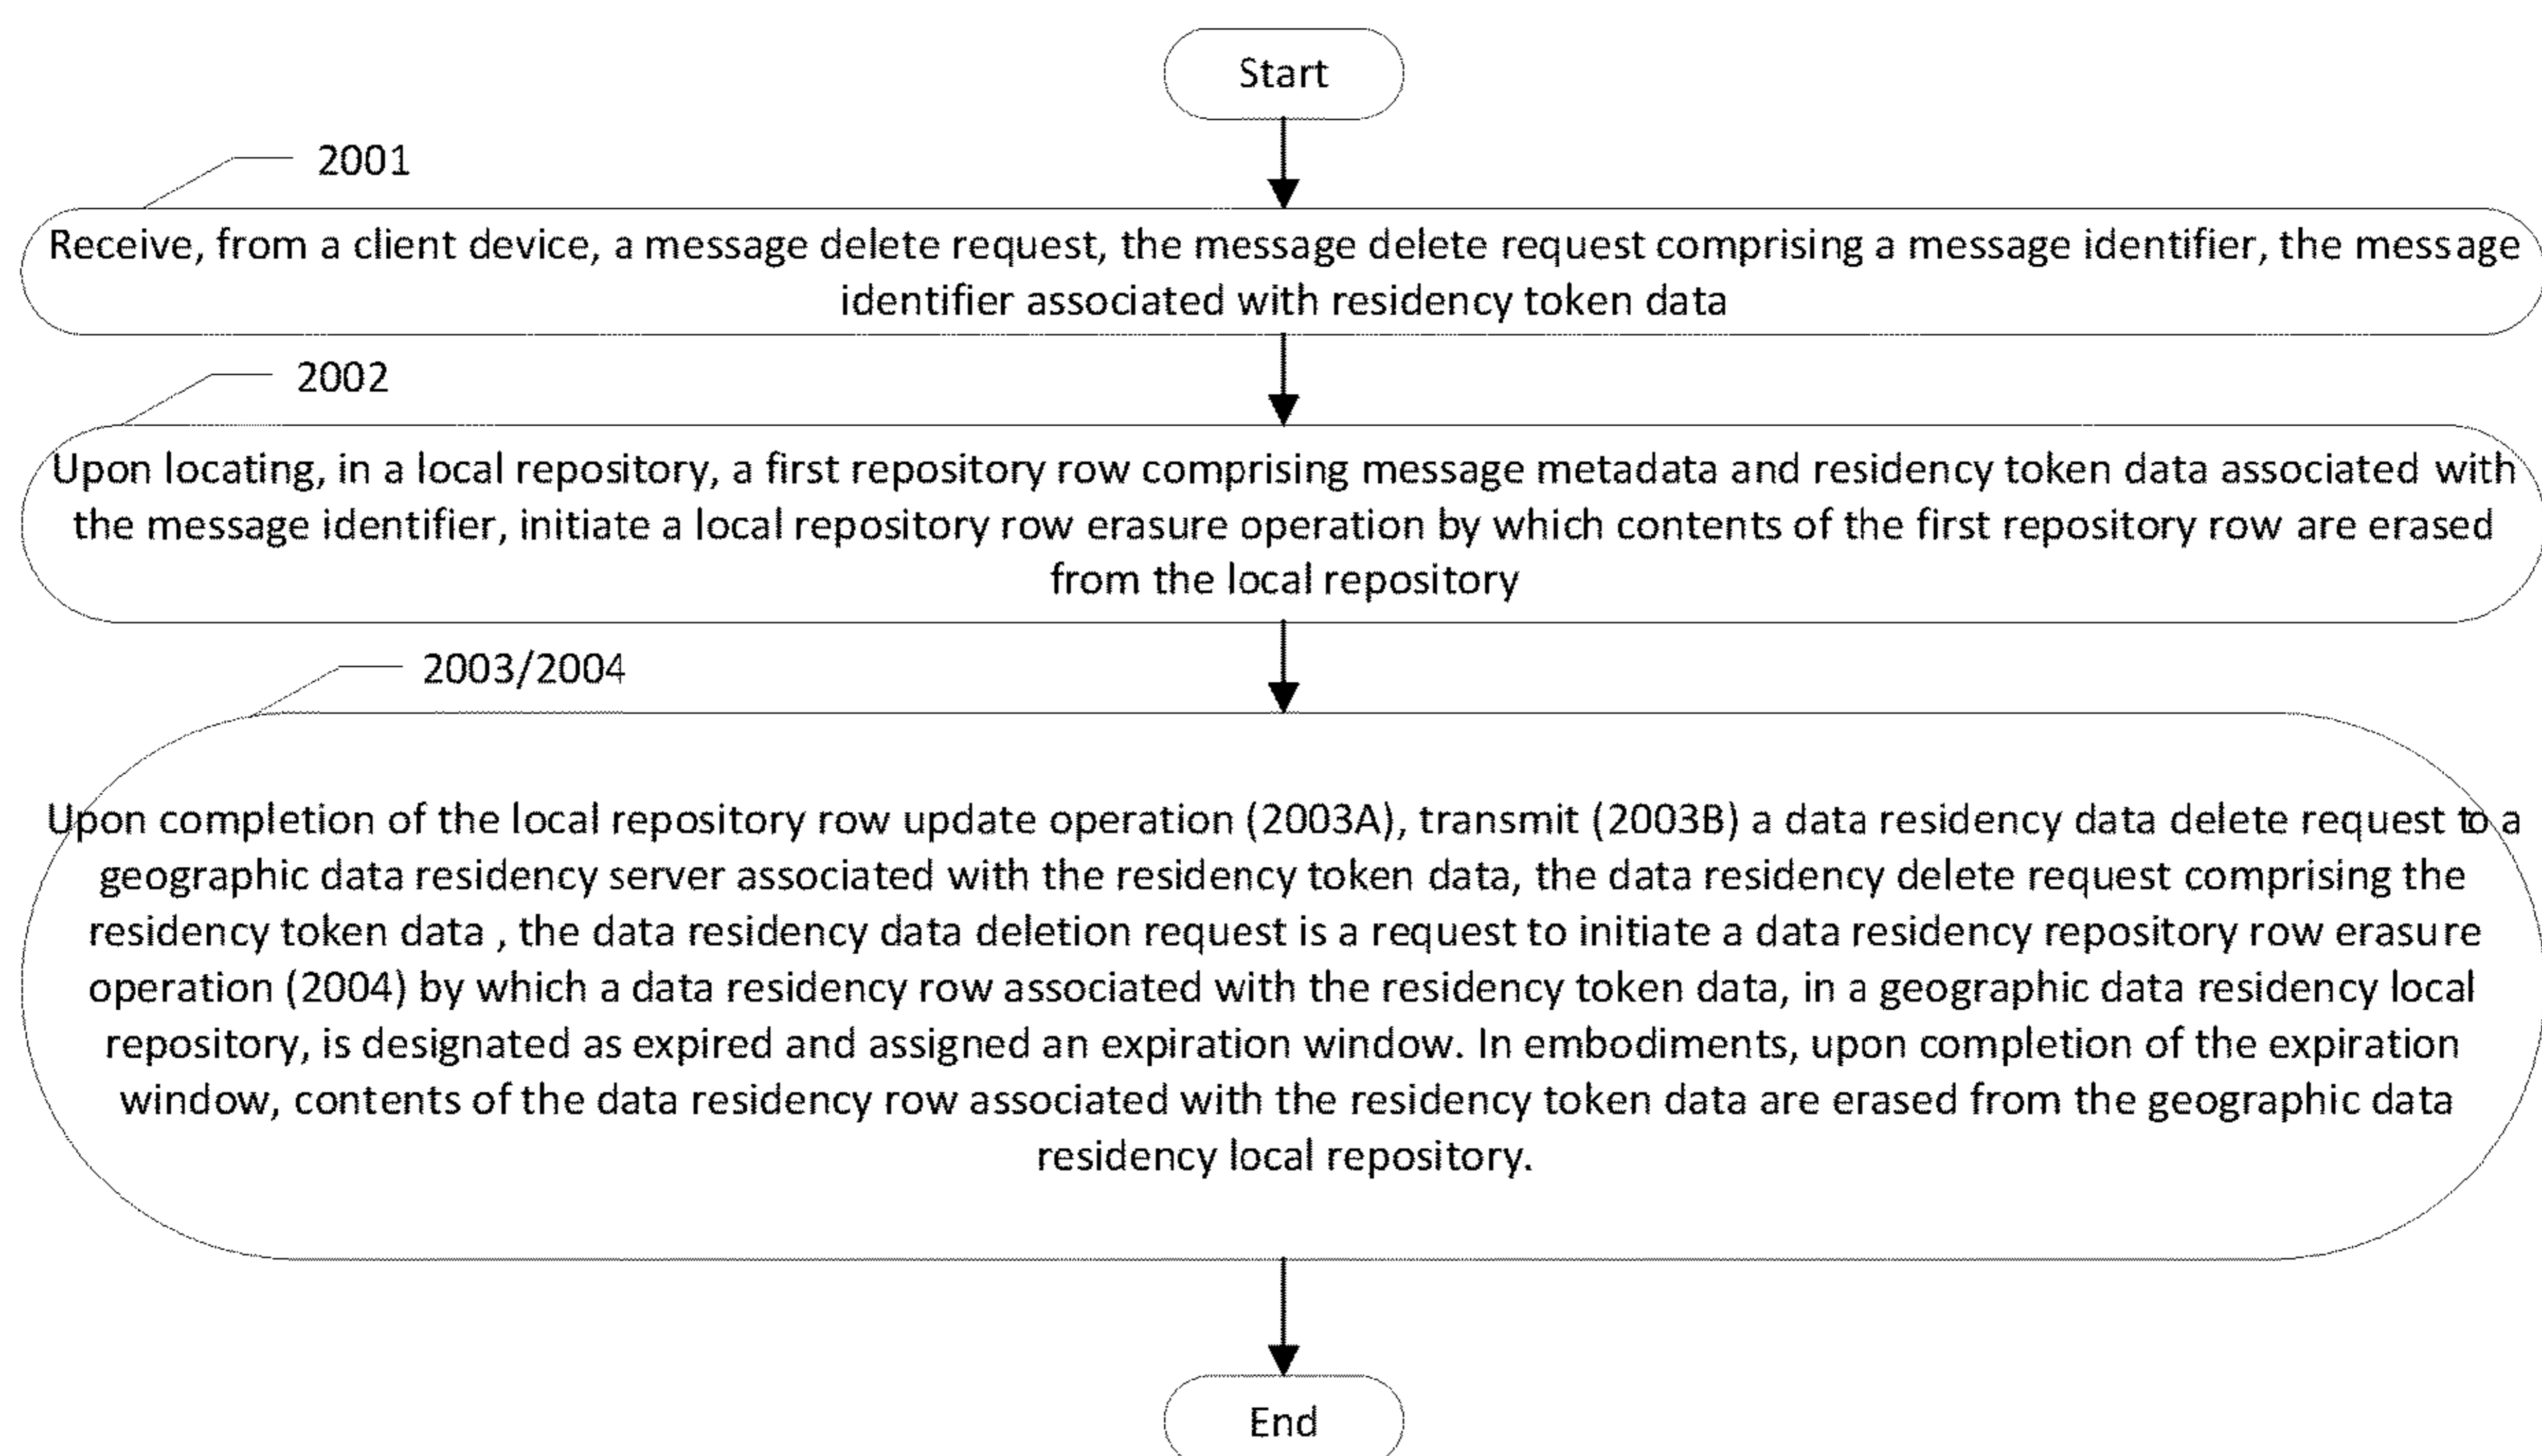 Start
2001
Receive, from a client device, a message delete request, the message delete request comprising a message identifier, the message
identifier associated with residency token data
2002
Upon locating, in a local repository, a first repository row comprising message metadata and residency token data associated with
the message identifier, initiate a local repository row erasure operation by which contents of the first repository row are erased
from the local repository
2003/2004
Upon completion of the local repository row update operation (2003A), transmit (2003B) a data residency data delete request to a
geographic data residency server associated with the residency token data, the data residency delete request comprising the
residency token data , the data residency data deletion request is a request to initiate a data residency repository row erasure
operation (2004) by which a data residency row associated with the residency token data, in a geographic data residency local
repository, is designated as expired and assigned an expiration window. In embodiments, upon completion of the expiration
window, contents of the data residency row associated with the residency token data are erased from the geographic data
residency local repository.
End